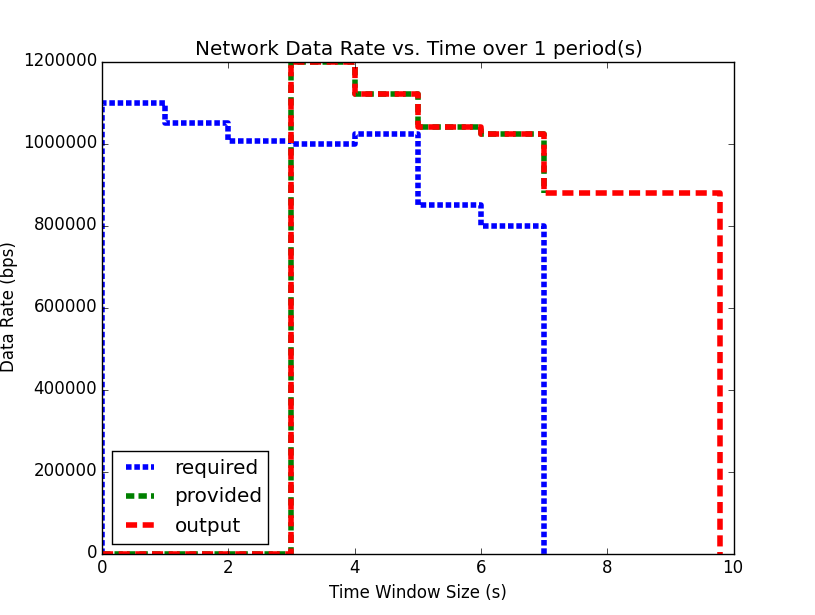 Network Data Rate vs. Time over 1 period(s)
Data Rate (bps)
1200000
1000000
800000
600000
400000
200000
0
required
provided
output
0 2 4 6 8 10
Time Window Size (s)